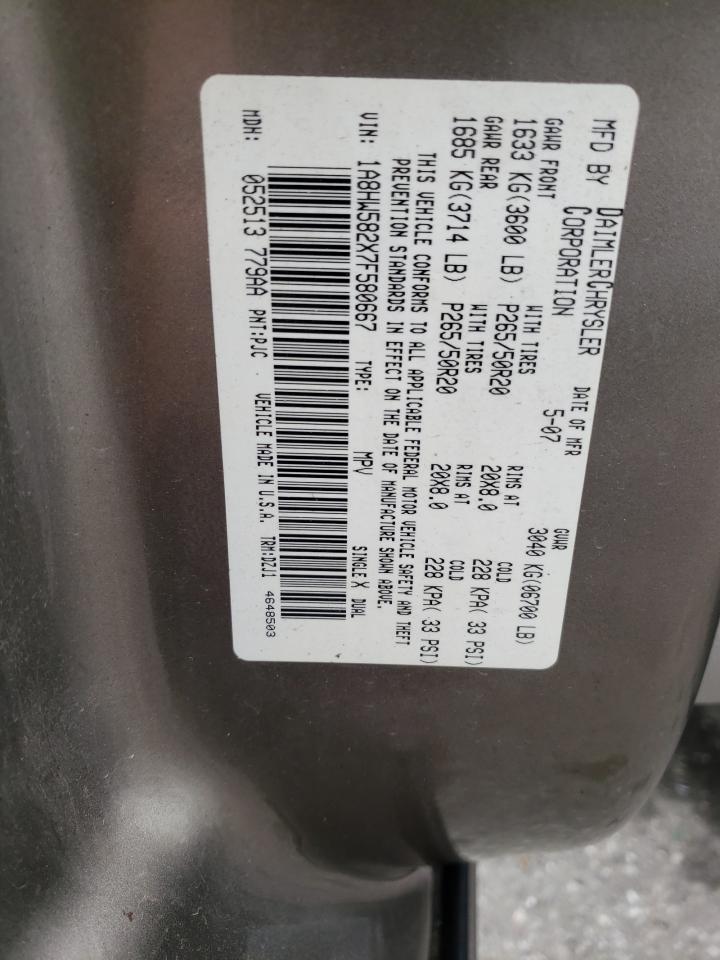 MFD BY DAIMLERCHRYSLER CORPORATION
DATE OF MFR 5-07
GVWR 3040 KG(06700 LB)
GAWR FRONT WITH TIRES RIMS AT COLD
1633 KG(3600 LB) P265/50R20 20X8.0 228 KPA( 33 PSI)
GAWR REAR WITH TIRES RIMS AT COLD
1685 KG(3714 LB) P265/50R20 20X8.0 228 KPA( 33 PSI)
THIS VEHICLE CONFORMS TO ALL APPLICABLE FEDERAL MOTOR VEHICLE SAFETY AND THEFT
PREVENTION STANDARDS IN EFFECT ON THE DATE OF MANUFACTURE SHOWN ABOVE.
VIN: 1A8HW582X7F580667 TYPE: MPV SINGLE X DUAL
MDH: 052513 779AA PNT:PJC VEHICLE MADE IN U.S.A. TRM:DZJ1 4648503